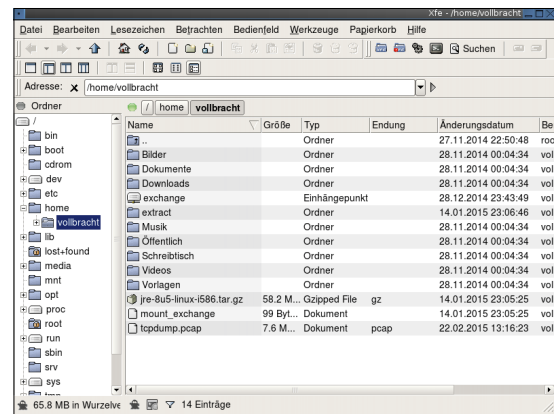 Xfe - /home/vollbracht
Datei Bearbeiten Lesezeichen Betrachten Bedienfeld Werkzeuge Papierkorb Hilfe
Suchen
Adresse: /home/vollbracht
Ordner / home vollbracht
/
bin
boot
cdrom
dev
etc
home
vollbracht
lib
lost+found
media
mnt
opt
proc
root
run
sbin
srv
sys
Name Größe Typ Endung Änderungsdatum Be
.. Ordner 27.11.2014 22:50:48 roo
Bilder Ordner 28.11.2014 00:04:34 vol
Dokumente Ordner 28.11.2014 00:04:34 vol
Downloads Ordner 28.11.2014 00:04:34 vol
exchange Einhängepunkt 28.12.2014 23:43:49 vol
extract Ordner 14.01.2015 23:06:46 vol
Musik Ordner 28.11.2014 00:04:34 vol
Öffentlich Ordner 28.11.2014 00:04:34 vol
Schreibtisch Ordner 28.11.2014 00:04:34 vol
Videos Ordner 28.11.2014 00:04:34 vol
Vorlagen Ordner 28.11.2014 00:04:34 vol
jre-8u5-linux-i586.tar.gz 58.2 M... Gzipped File gz 14.01.2015 23:05:25 vol
mount_exchange 99 Byt... Dokument 14.01.2015 23:05:25 vol
tcpdump.pcap 7.6 M... Dokument pcap 22.02.2015 13:16:23 vol
65.8 MB in Wurzelve 14 Einträge